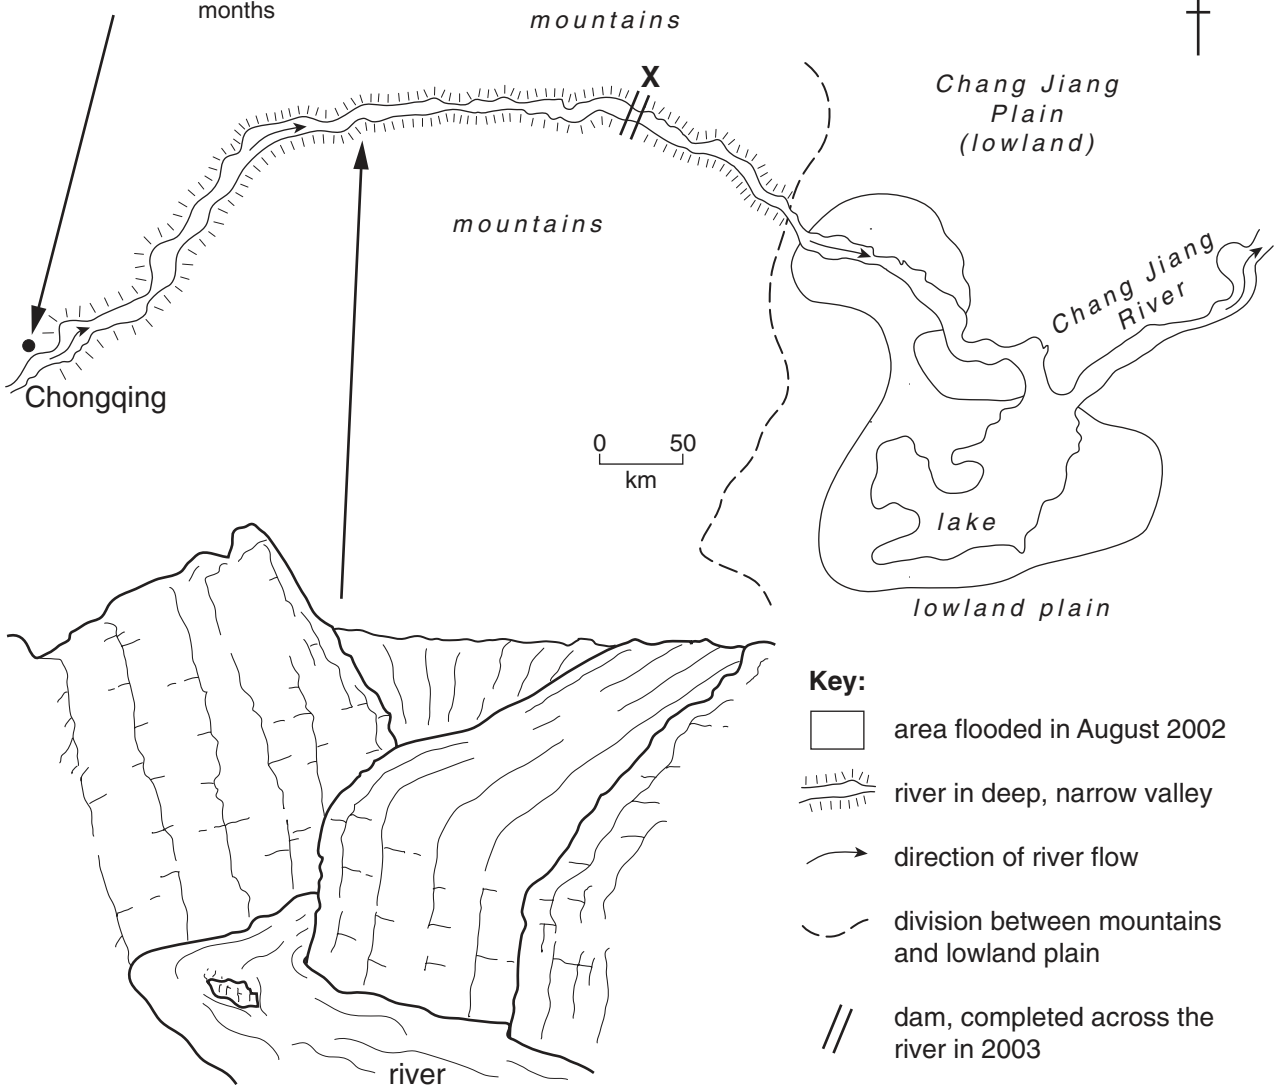 months
mountains
X
Chang Jiang
Plain
(lowland)
mountains
Chang Jiang
River
Chongqing
0 50
km
lake
lowland plain
Key:
area flooded in August 2002
river in deep, narrow valley
direction of river flow
division between mountains
and lowland plain
dam, completed across the
river in 2003
river